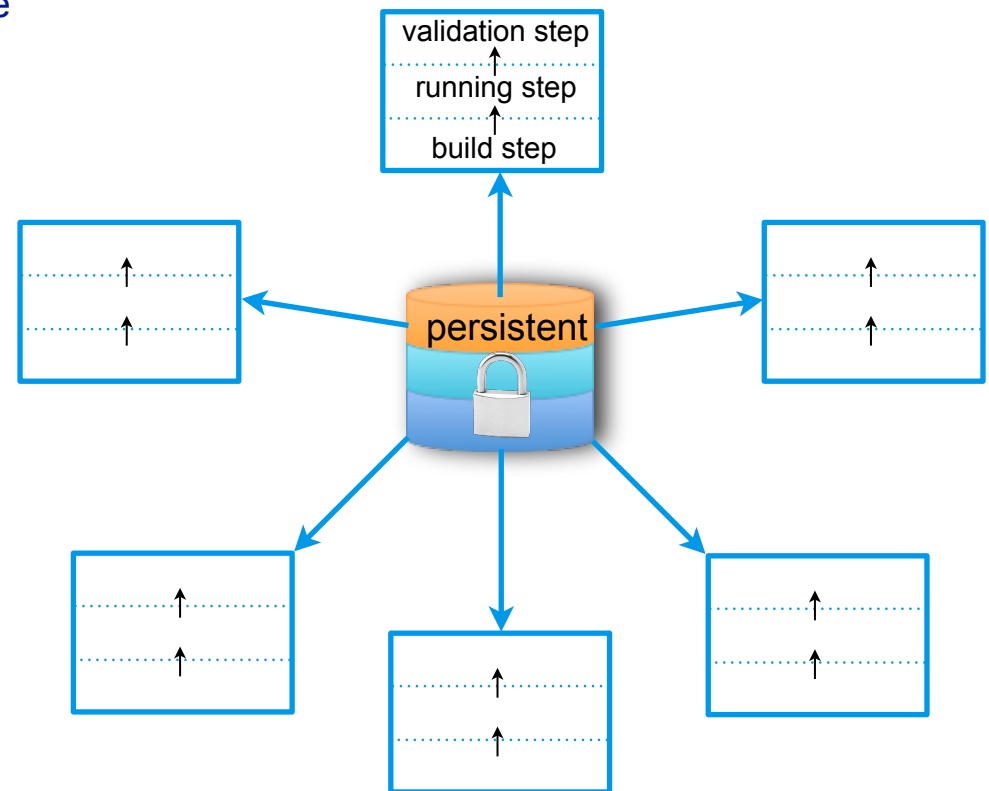 e
validation step
running step
build step
persistent